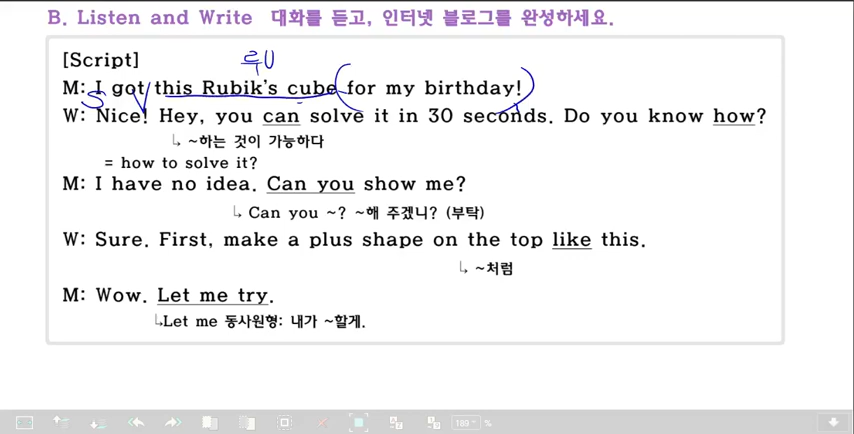 B. Listen and Write 대화를 듣고, 인터넷 블로그를 완성하세요.
[Script]
루U
M: I got this Rubik's cube for my birthday!
S V
W: Nice! Hey, you can solve it in 30 seconds. Do you know how?
↳ ~하는 것이 가능하다
= how to solve it?
M: I have no idea. Can you show me?
↳ Can you ~? ~해 주겠니? (부탁)
W: Sure. First, make a plus shape on the top like this.
↳ ~처럼
M: Wow. Let me try.
↳Let me 동사원형: 내가 ~할게.
189 %